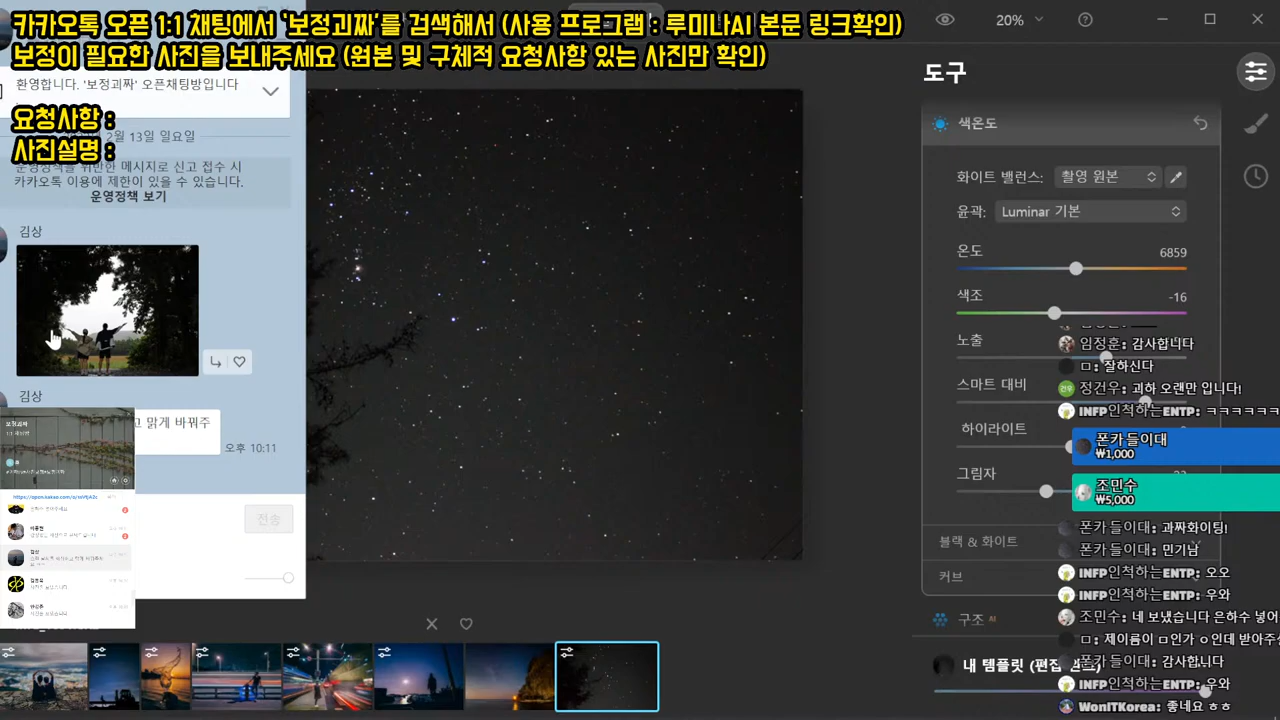 카카오톡 오픈 1:1 채팅에서 '보정괴짜'를 검색해서 (사용 프로그램 : 루미나AI 본문 링크확인)
보정이 필요한 사진을 보내주세요 (원본 및 구체적 요청사항 있는 사진만 확인)
환영합니다. '보정괴짜' 오픈채팅방입니다
요청사항 :
2월 13일 일요일
사진설명 :
운영정책을 위반한 메시지로 신고 접수 시
카카오톡 이용에 제한이 있을 수 있습니다.
운영정책 보기
김상
김상
고 맑게 바꿔주
오후 10:11
전송
20%
도구
색온도
화이트 밸런스: 촬영 원본
윤곽: Luminar 기본
온도 6859
색조 -16
노출
스마트 대비
하이라이트
그림자
블랙 & 화이트
커브
구조 AI
내 템플릿 (편집
임정훈: 감사합니다
ㅁ: 잘하신다
정건우: 괴하 오랜만 입니다!
INFP인척하는ENTP: ㅋㅋㅋㅋㅋ
폰카 들이대
₩1,000
조민수
₩5,000
폰카 들이대: 괴짜화이팅!
폰카 들이대: 민기남
INFP인척하는ENTP: 오오
INFP인척하는ENTP: 우와
조민수: 네 보냈습니다 은하수 넣어
ㅁ: 제이름이 ㅁ인가 ㅇ인데 받아주
폰카 들이대: 감사합니다
INFP인척하는ENTP: 우와
WonITKorea: 좋네요 ㅎㅎ